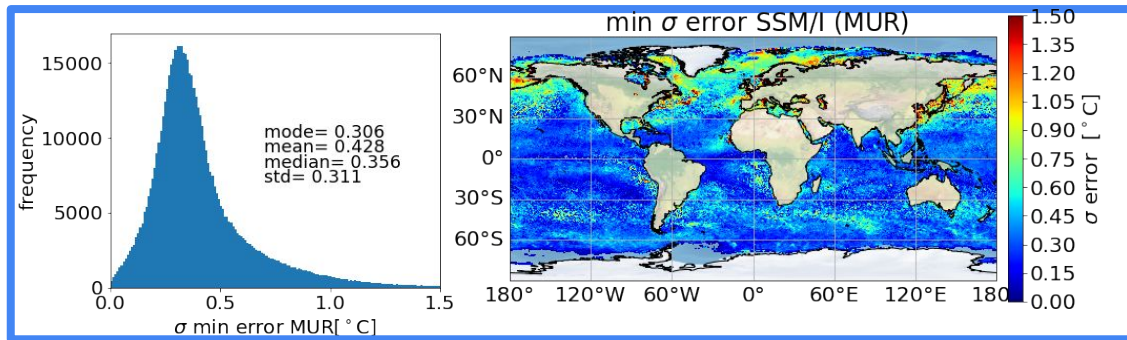 min σ error SSM/I (MUR)
15000
10000
5000
0
frequency
mode= 0.306
mean= 0.428
median= 0.356
std= 0.311
0.0 0.5 1.0 1.5
σ min error MUR[°C]
60°N
30°N
0°
30°S
60°S
180° 120°W 60°W 0° 60°E 120°E 180
1.50
1.35
1.20
1.05
0.90
0.75
0.60
0.45
0.30
0.15
0.00
σ error [°C]